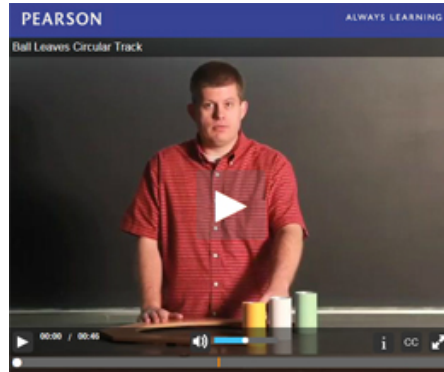 PEARSON
ALWAYS LEARNING
Ball Leaves Circular Track
00:00 / 00:46
i CC